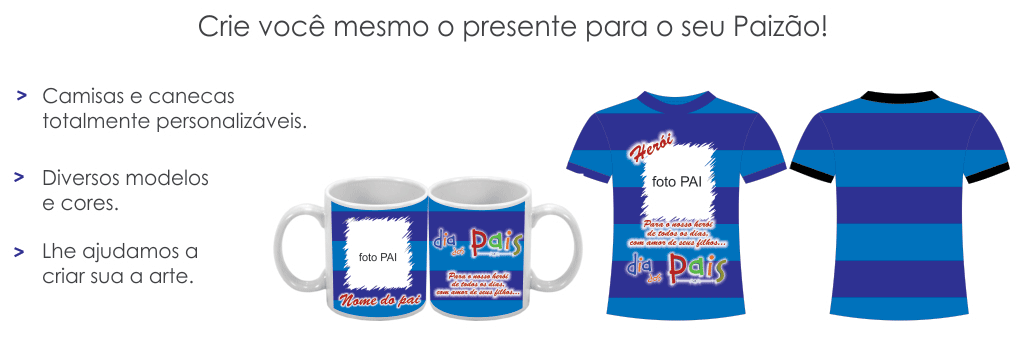 Crie você mesmo o presente para o seu Paizão!
> Camisas e canecas
totalmente personalizáveis.
> Diversos modelos
e cores.
> Lhe ajudamos a
criar sua a arte.
foto PAI
Nome do pai
dia dos Pais
Para o nosso herói
de todos os dias,
com amor de seus filhos...
Herói
foto PAI
Para o nosso herói
de todos os dias,
com amor de seus filhos...
dia dos Pais